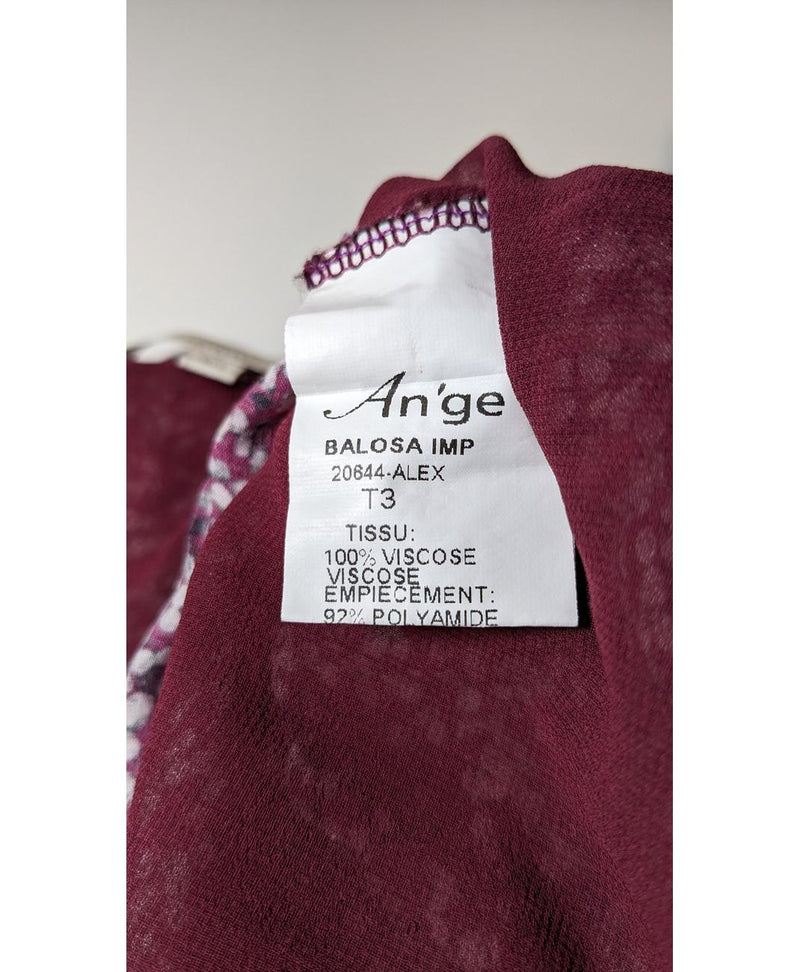 An'ge
BALOSA IMP
20644-ALEX
T3
TISSU:
100% VISCOSE
VISCOSE
EMPIECEMENT:
92% POLYAMIDE